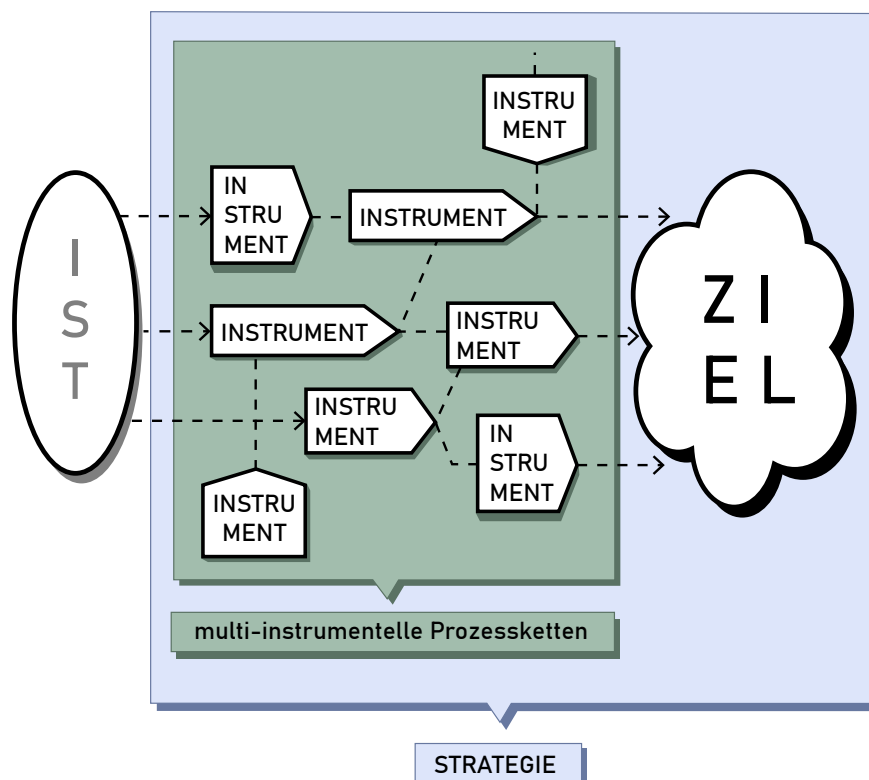 INSTRU
MENT
IN
STRU
MENT
INSTRUMENT
I
S
T
Z I
E L
INSTRUMENT
INSTRU
MENT
INSTRU
MENT
IN
STRU
MENT
INSTRU
MENT
multi-instrumentelle Prozessketten
STRATEGIE